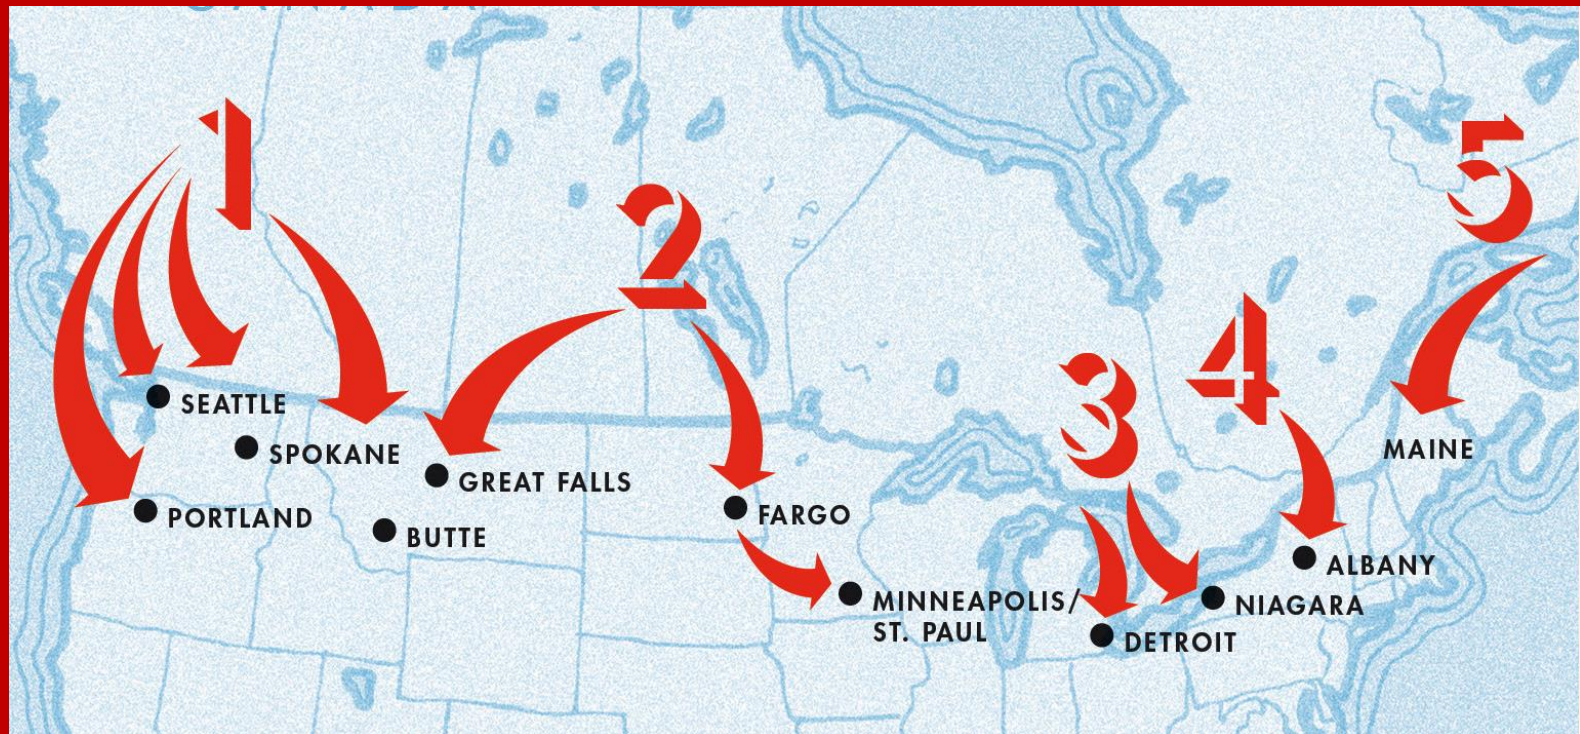 CANADA
1
2
3
4
5
SEATTLE
SPOKANE
PORTLAND
GREAT FALLS
BUTTE
FARGO
MINNEAPOLIS/
ST. PAUL
DETROIT
NIAGARA
ALBANY
MAINE